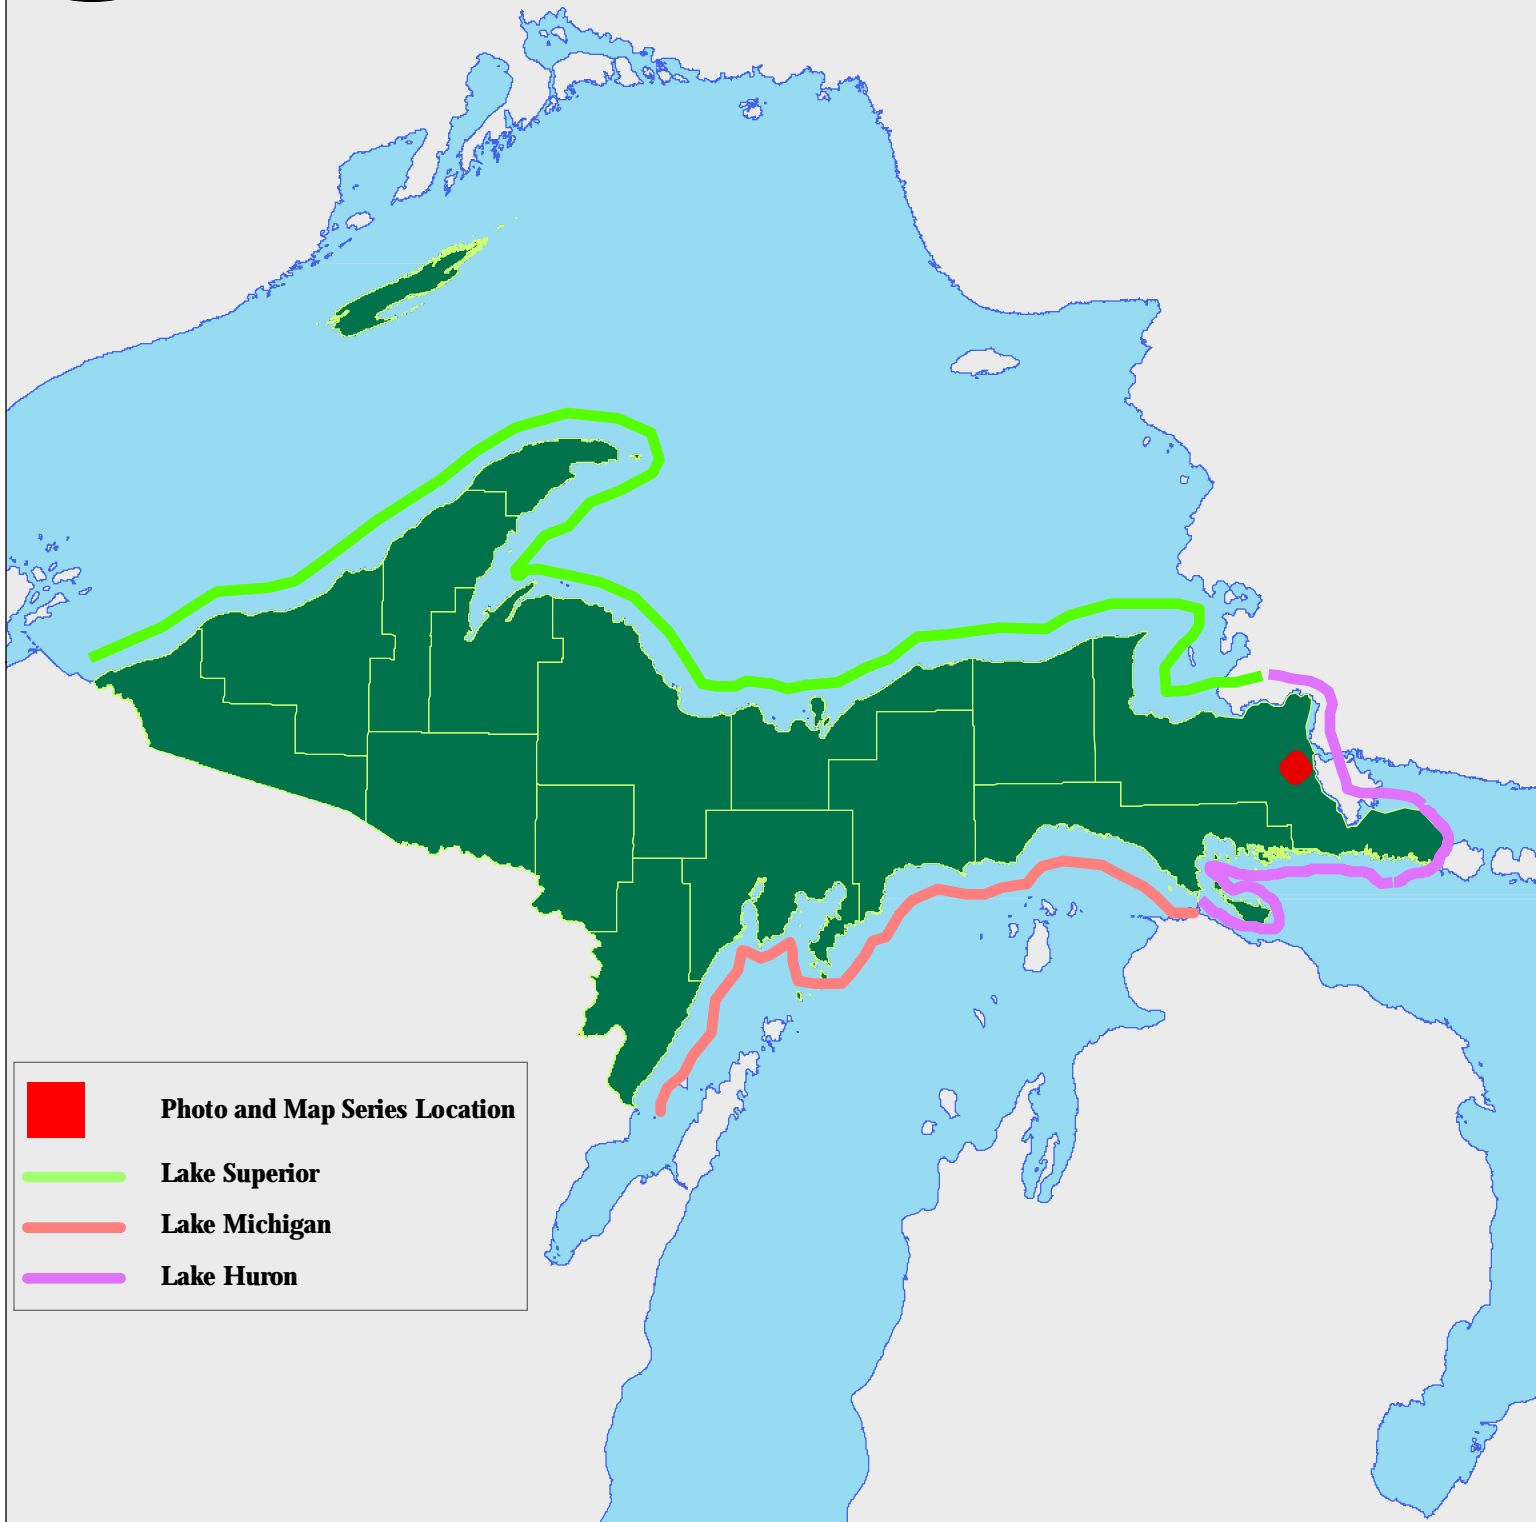 Photo and Map Series Location
Lake Superior
Lake Michigan
Lake Huron